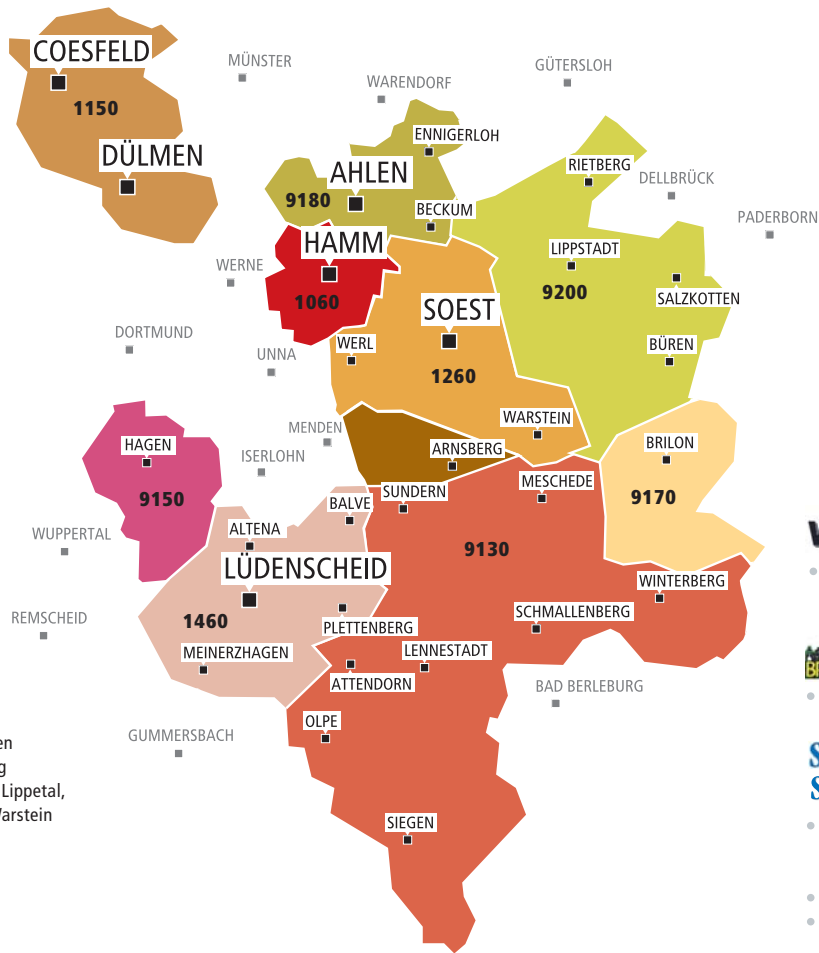 COESFELD
1150
DÜLMEN
MÜNSTER
WARENDORF
GÜTERSLOH
ENNIGERLOH
AHLEN
9180
BECKUM
RIETBERG
DELLBRÜCK
PADERBORN
HAMM
1060
WERNE
LIPPSTADT
9200
SALZKOTTEN
SOEST
DORTMUND
UNNA
WERL
1260
BÜREN
WARSTEIN
MENDEN
ISERLOHN
HAGEN
9150
ARNSBERG
BRILON
9170
SUNDERN
MESCHEDE
BALVE
ALTENA
WUPPERTAL
9130
LÜDENSCHEID
WINTERBERG
REMSCHEID
1460
PLETTENBERG
SCHMALLENBERG
MEINERZHAGEN
LENNESTADT
ATTENDORN
BAD BERLEBURG
OLPE
GUMMERSBACH
en
g
Lippetal,
arstein
SIEGEN
S
S